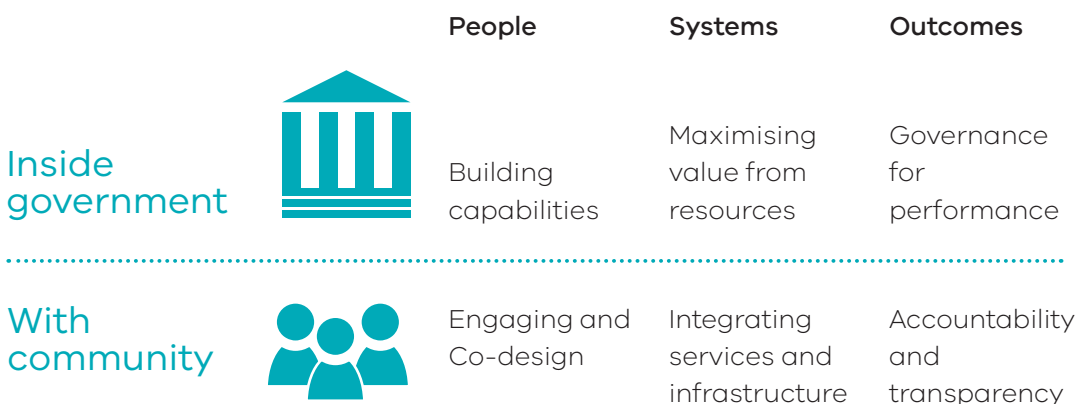 People Systems Outcomes
Inside
government
Building
capabilities
Maximising
value from
resources
Governance
for
performance
With
community
Engaging and
Co-design
Integrating
services and
infrastructure
Accountability
and
transparency